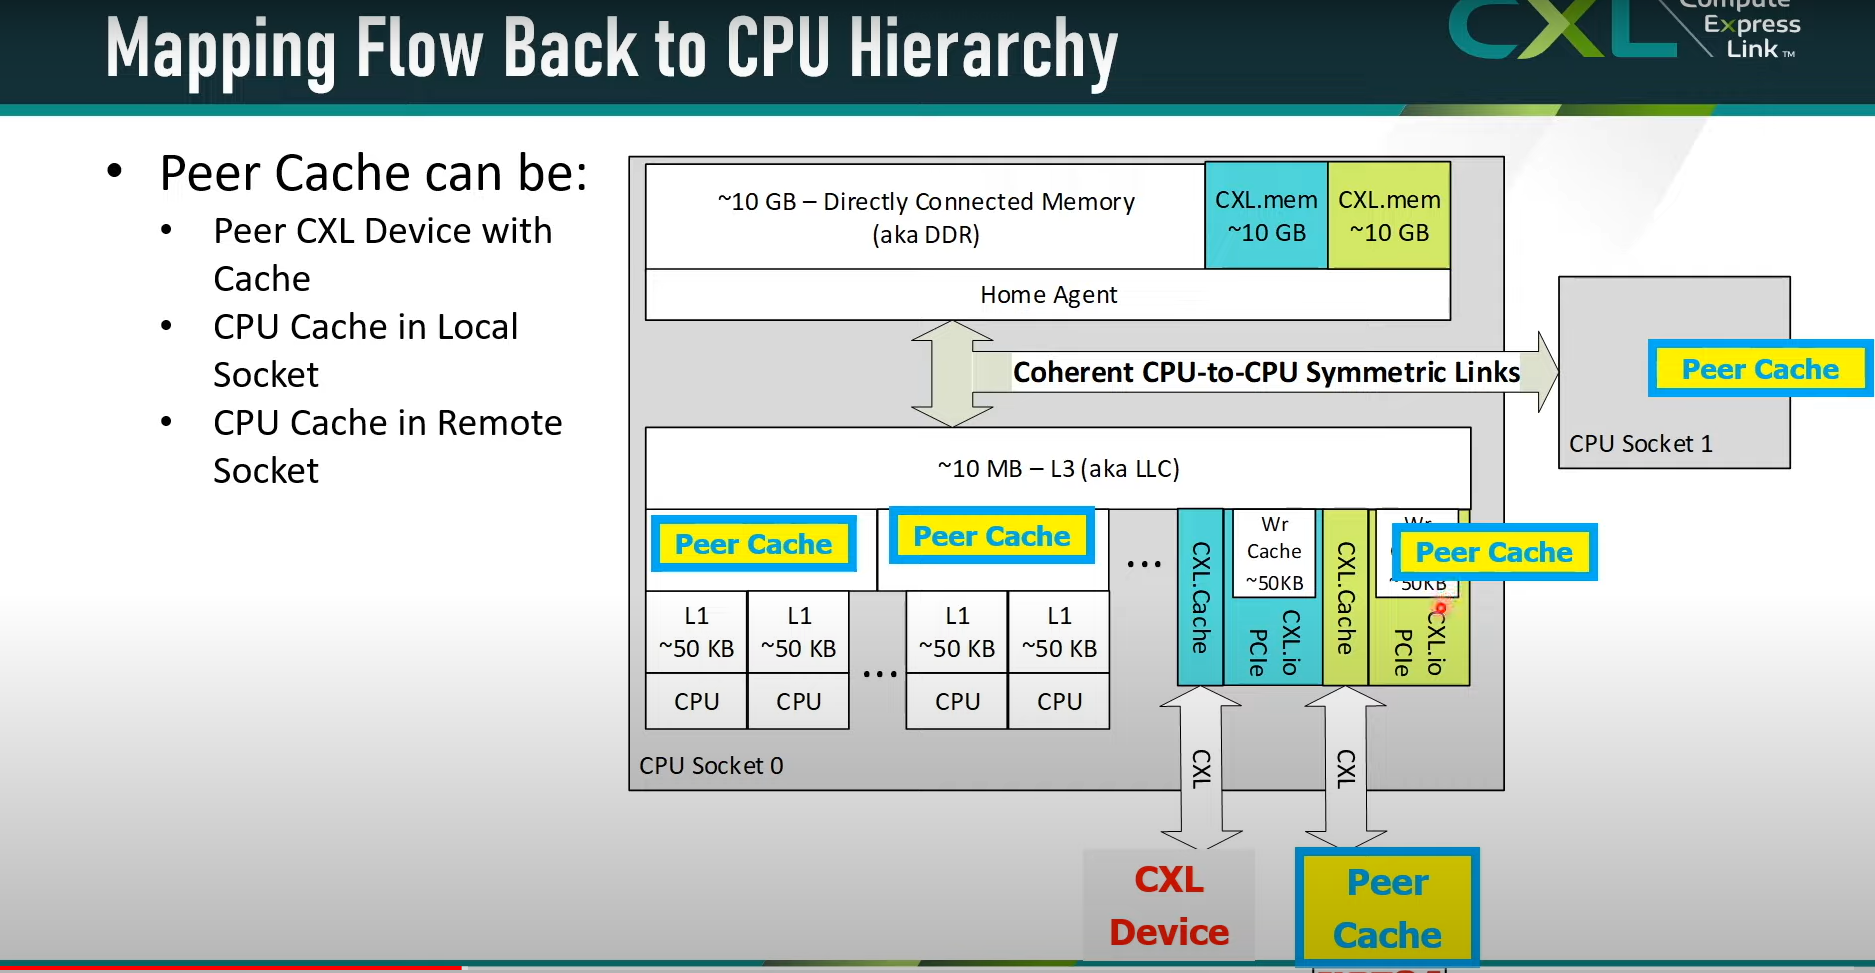 Mapping Flow Back to CPU Hierarchy
CXL
Compute
Express
Link™
• Peer Cache can be:
• Peer CXL Device with
Cache
• CPU Cache in Local
Socket
• CPU Cache in Remote
Socket
~10 GB – Directly Connected Memory
(aka DDR)
CXL.mem
~10 GB
CXL.mem
~10 GB
Home Agent
Coherent CPU-to-CPU Symmetric Links
Peer Cache
CPU Socket 1
~10 MB – L3 (aka LLC)
Peer Cache
Peer Cache
...
CXL.Cache
Wr
Cache
~50KB
CXL.io
PCIe
CXL.Cache
Wr
Peer Cache
~50KB
CXL.io
PCIe
L1
~50 KB
L1
~50 KB
...
L1
~50 KB
L1
~50 KB
CPU
CPU
CPU
CPU
CPU Socket 0
CXL
CXL
CXL
Device
Peer
Cache